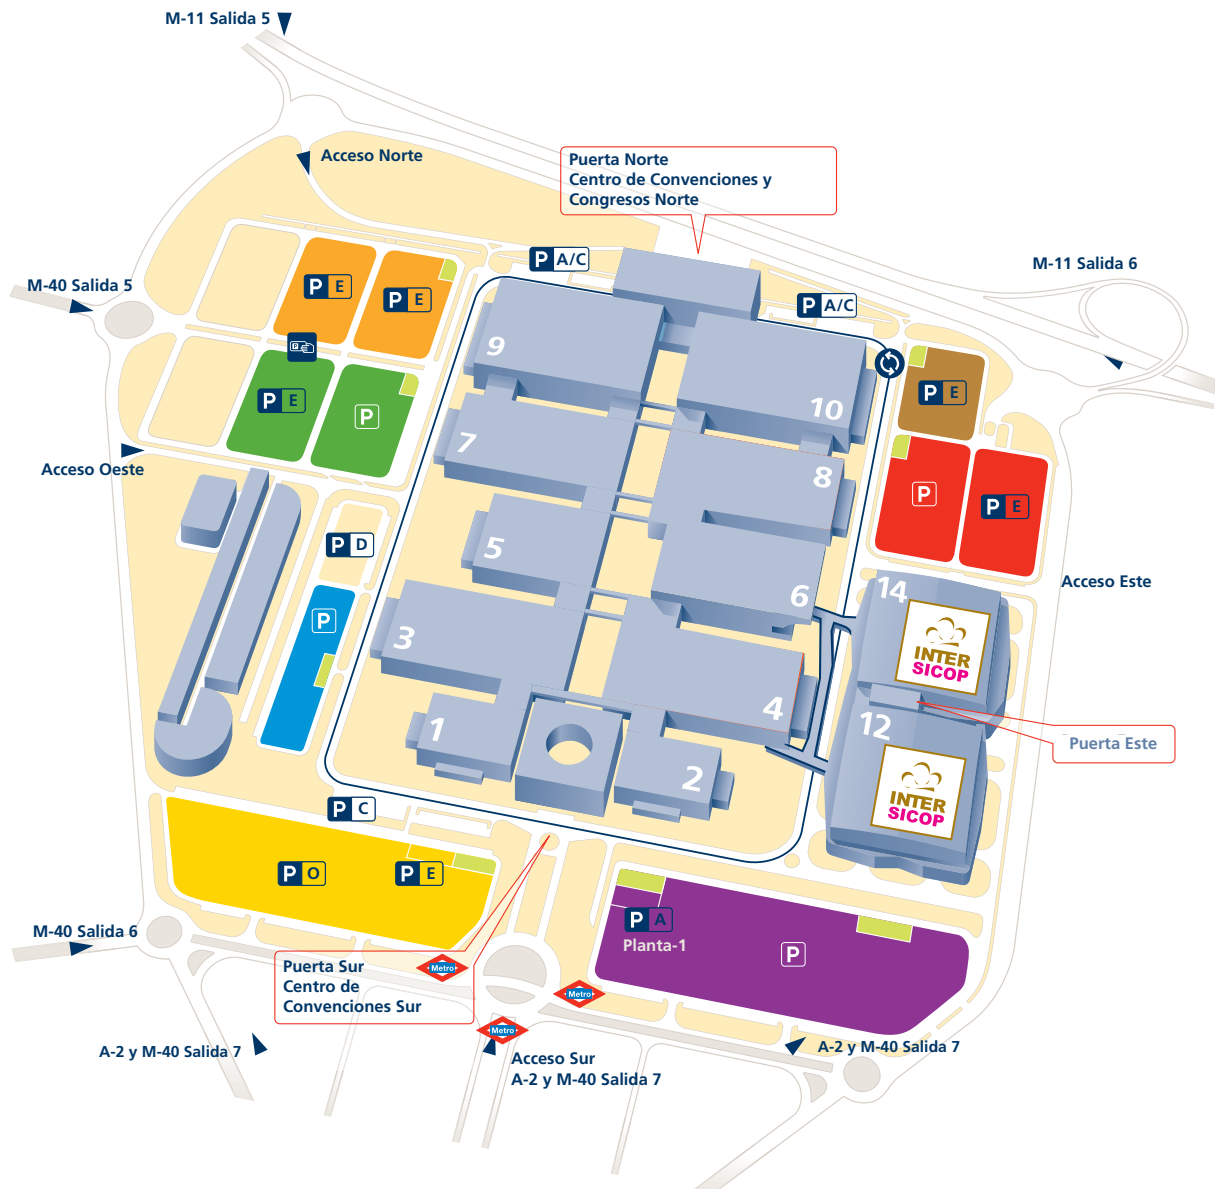 M-11 Salida 5
Acceso Norte
Puerta Norte
Centro de Convenciones y
Congresos Norte
P A/C
M-11 Salida 6
M-40 Salida 5
P E
P E
P A/C
9
10
P E
P E
P
7
8
P
P E
Acceso Oeste
5
P D
6
Acceso Este
14
INTER
SICOP
P
3
4
12
Puerta Este
1
2
INTER
SICOP
P C
P O
P E
P A
Planta-1
P
M-40 Salida 6
Puerta Sur
Centro de
Convenciones Sur
Metro
Metro
Metro
A-2 y M-40 Salida 7
Acceso Sur
A-2 y M-40 Salida 7
A-2 y M-40 Salida 7